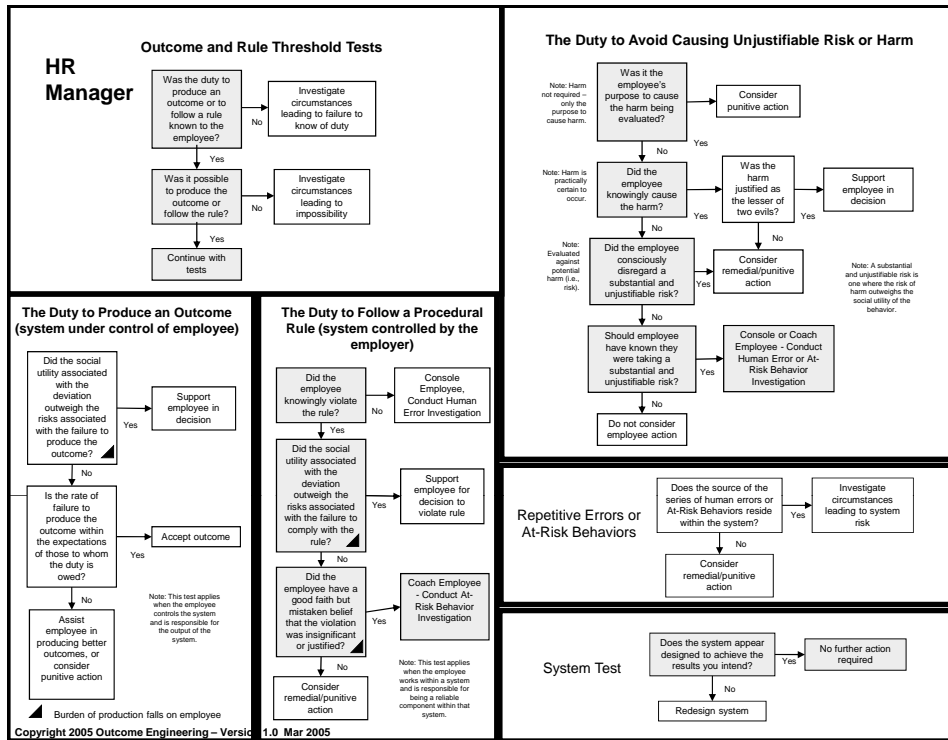 HR
Manager
Outcome and Rule Threshold Tests
Was the duty to
produce an
outcome or to
follow a rule
known to the
employee?
No
Investigate
circumstances
leading to failure to
know of duty
Yes
Was it possible
to produce the
outcome or
follow the rule?
No
Investigate
circumstances
leading to
impossibility
Yes
Continue with
tests
The Duty to Avoid Causing Unjustifiable Risk or Harm
Note: Harm
not required –
only the
purpose to
cause harm.
Was it the
employee's
purpose to cause
the harm being
evaluated?
Yes
Consider
punitive action
No
Note: Harm is
practically
certain to
occur.
Did the
employee
knowingly cause
the harm?
Yes
Was the
harm
justified as
the lesser of
two evils?
Yes
Support
employee in
decision
No
No
Note:
Evaluated
against
potential
harm (i.e.,
risk).
Did the employee
consciously
disregard a
substantial and
unjustifiable risk?
Yes
Consider
remedial/punitive
action
Note: A substantial
and unjustifiable risk is
one where the risk of
harm outweighs the
social utility of the
behavior.
No
Should employee
have known they
were taking a
substantial and
unjustifiable risk?
Yes
Console or Coach
Employee - Conduct
Human Error or At-
Risk Behavior
Investigation
No
Do not consider
employee action
The Duty to Produce an Outcome
(system under control of employee)
Did the social
utility associated
with the
deviation
outweigh the
risks associated
with the failure to
produce the
outcome?
Yes
Support
employee in
decision
No
Is the rate of
failure to
produce the
outcome within
the expectations
of those to whom
the duty is
owed?
Yes
Accept outcome
No
Assist
employee in
producing better
outcomes, or
consider
punitive action
Note: This test applies
when the employee
controls the system
and is responsible for
the output of the
system.
Burden of production falls on employee
The Duty to Follow a Procedural
Rule (system controlled by the
employer)
Did the
employee
knowingly violate
the rule?
No
Console
Employee,
Conduct Human
Error Investigation
Yes
Did the social
utility associated
with the
deviation
outweigh the
risks associated
with the failure to
comply with the
rule?
Yes
Support
employee for
decision to
violate rule
No
Did the
employee have a
good faith but
mistaken belief
that the violation
was insignificant
or justified?
Yes
Coach Employee
- Conduct At-
Risk Behavior
Investigation
No
Consider
remedial/punitive
action
Note: This test applies
when the employee
works within a system
and is responsible for
being a reliable
component within that
system.
Repetitive Errors or
At-Risk Behaviors
Does the source of the
series of human errors or
At-Risk Behaviors reside
within the system?
Yes
Investigate
circumstances
leading to system
risk
No
Consider
remedial/punitive
action
System Test
Does the system appear
designed to achieve the
results you intend?
Yes
No further action
required
No
Redesign system
Copyright 2005 Outcome Engineering – Version 1.0 Mar 2005